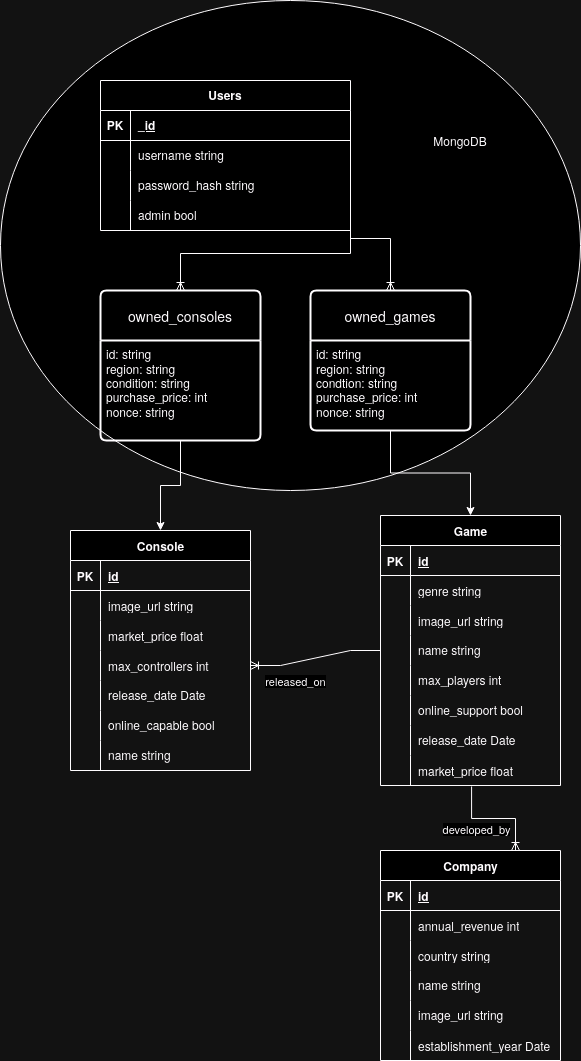 Users
PK _id
username string
password_hash string
admin bool
MongoDB
owned_consoles
id: string
region: string
condition: string
purchase_price: int
nonce: string
owned_games
id: string
region: string
condtion: string
purchase_price: int
nonce: string
Console
PK id
image_url string
market_price float
max_controllers int
release_date Date
online_capable bool
name string
released_on
Game
PK id
genre string
image_url string
name string
max_players int
online_support bool
release_date Date
market_price float
developed_by
Company
PK id
annual_revenue int
country string
name string
image_url string
establishment_year Date